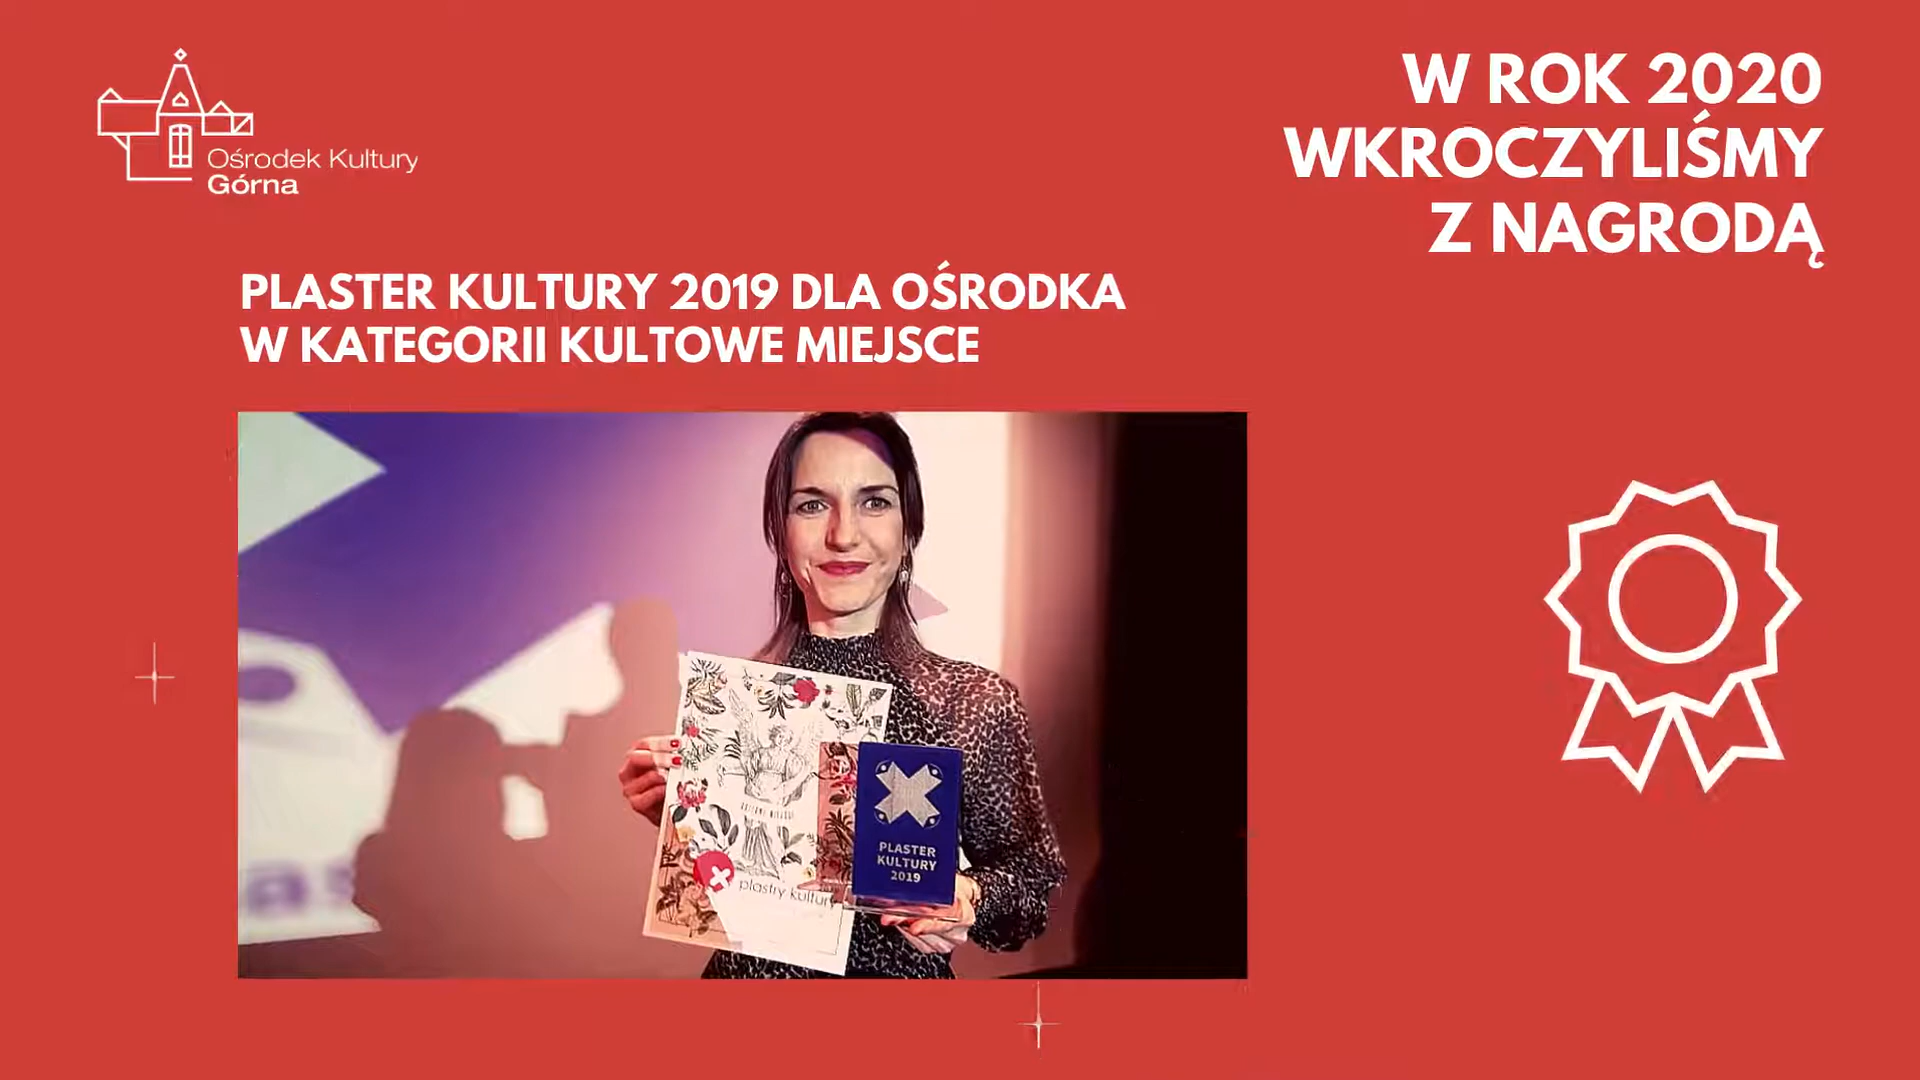 Ośrodek Kultury
Górna
W ROK 2020
WKROCZYLIŚMY
Z NAGRODĄ
PLASTER KULTURY 2019 DLA OŚRODKA
W KATEGORII KULTOWE MIEJSCE
plastry kultury
PLASTER
KULTURY
2019
as